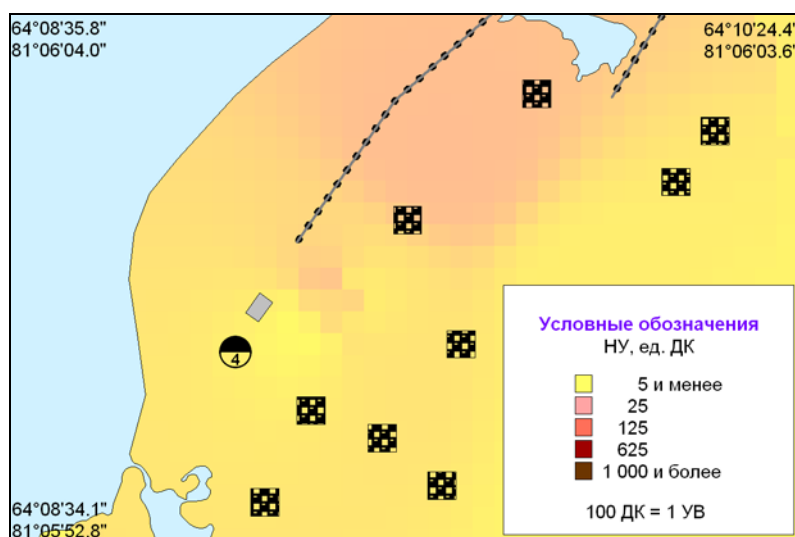 64°08'35.8"
81°06'04.0"
64°10'24.4"
81°06'03.6"
4
Условные обозначения
НУ, ед. ДК
5 и менее
25
125
625
1 000 и более
100 ДК = 1 УВ
64°08'34.1"
81°05'52.8"